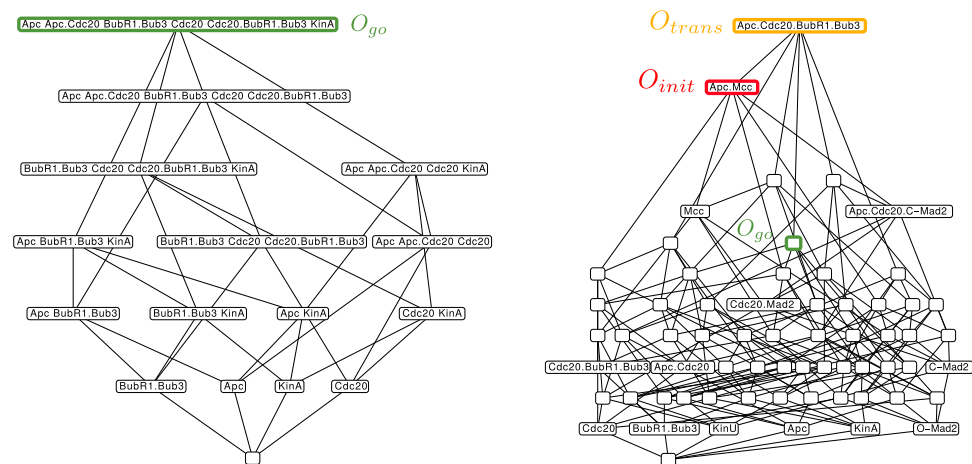 Apc Apc.Cdc20 BubR1.Bub3 Cdc20 Cdc20.BubR1.Bub3 KinA O_go
Apc Apc.Cdc20 BubR1.Bub3 Cdc20 Cdc20.BubR1.Bub3
BubR1.Bub3 Cdc20 Cdc20.BubR1.Bub3 KinA
Apc Apc.Cdc20 Cdc20 KinA
Apc BubR1.Bub3 KinA
BubR1.Bub3 Cdc20 Cdc20.BubR1.Bub3
Apc Apc.Cdc20 Cdc20
Apc BubR1.Bub3
BubR1.Bub3 KinA
Apc KinA
Cdc20 KinA
BubR1.Bub3
Apc
KinA
Cdc20
O_trans Apc.Cdc20.BubR1.Bub3
O_init Apc.Mcc
Mcc
Apc.Cdc20.C-Mad2
O_go
Cdc20.Mad2
Cdc20.BubR1.Bub3
Apc.Cdc20
C-Mad2
Cdc20
BubR1.Bub3
KinU
Apc
KinA
O-Mad2